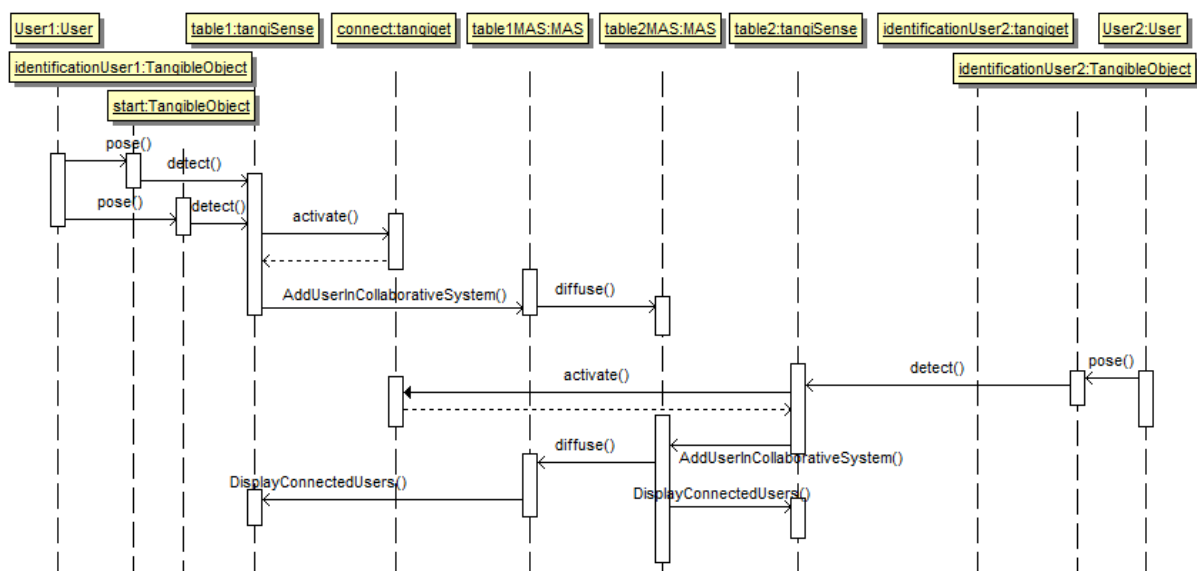 User1:User
table1:tangiSense
connect:tangiget
table1MAS:MAS
table2MAS:MAS
table2:tangiSense
identificationUser2:tangiget
User2:User
identificationUser1:TangibleObject
identificationUser2:TangibleObject
start:TangibleObject
pose()
detect()
pose()
detect()
activate()
AddUserInCollaborativeSystem()
diffuse()
activate()
detect()
pose()
diffuse()
AddUserInCollaborativeSystem()
DisplayConnectedUsers()
DisplayConnectedUsers()